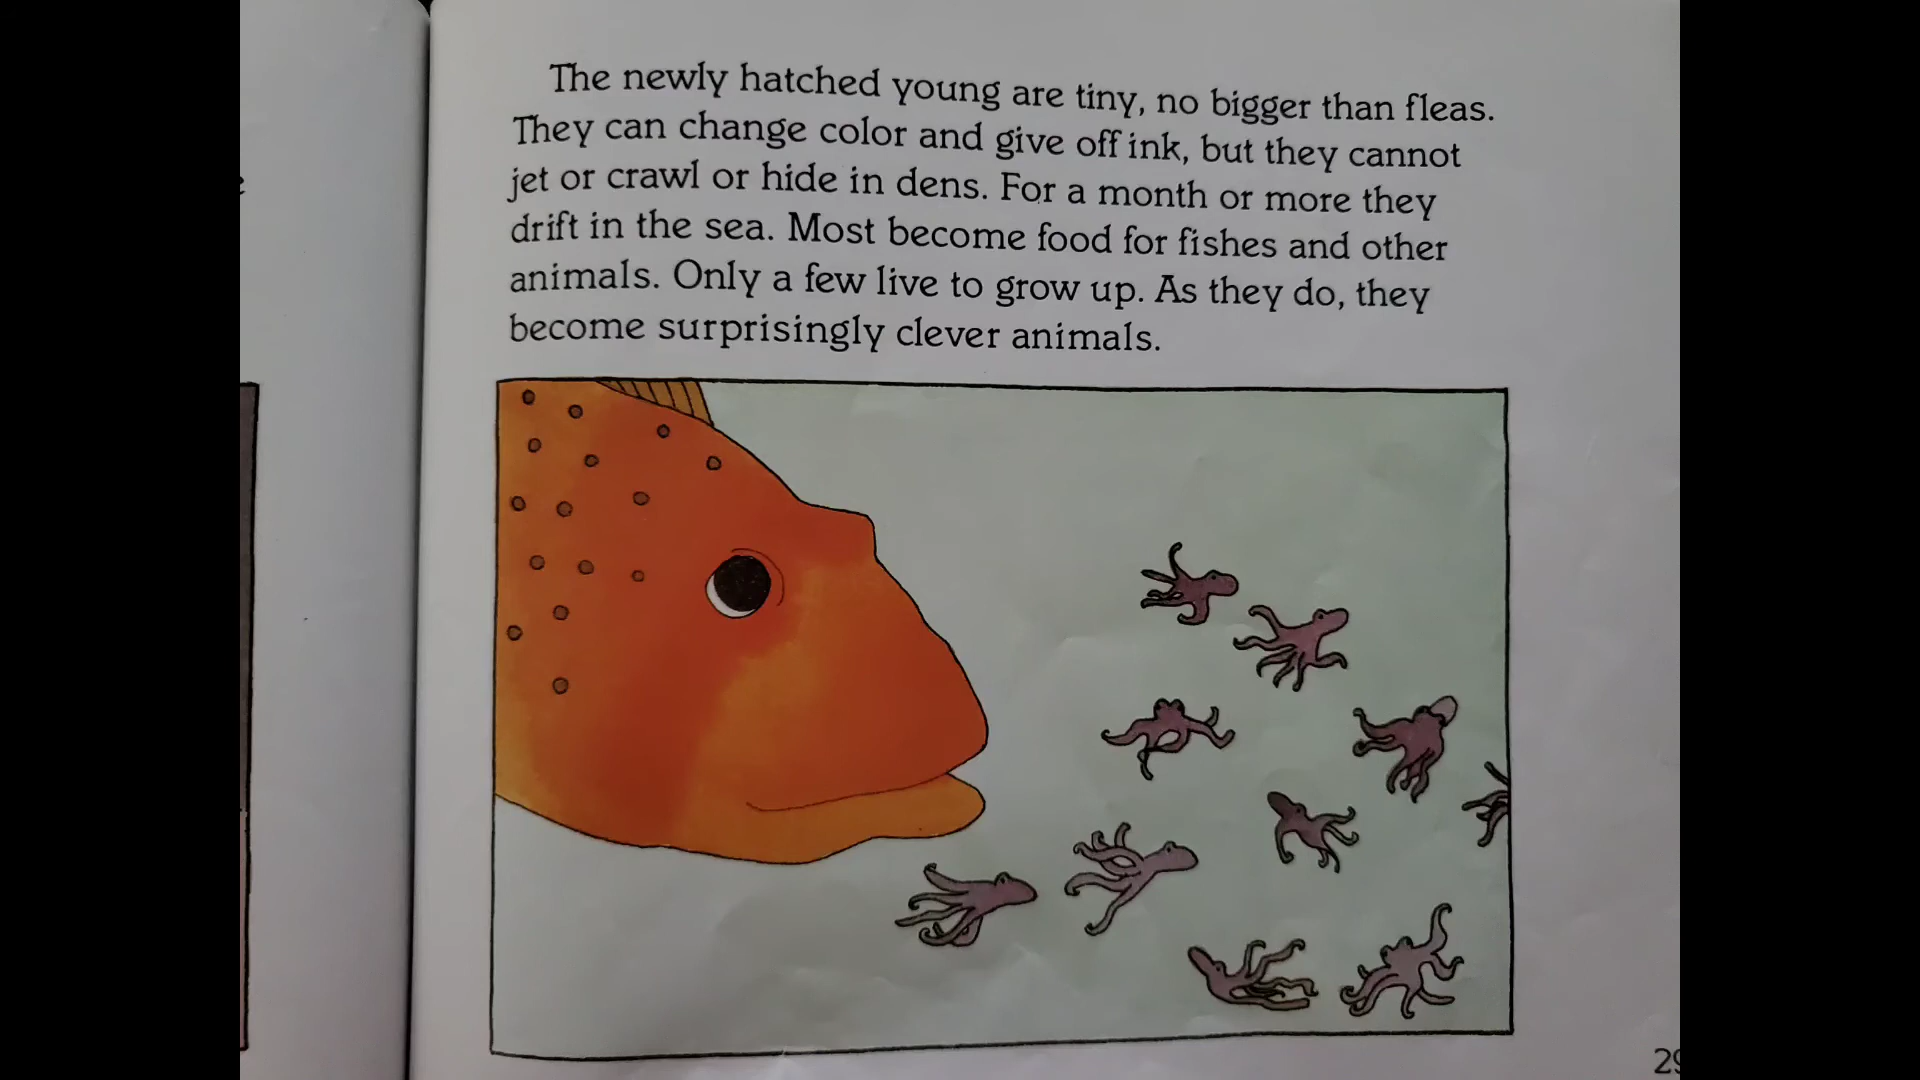 The newly hatched young are tiny, no bigger than fleas.
They can change color and give off ink, but they cannot
jet or crawl or hide in dens. For a month or more they
drift in the sea. Most become food for fishes and other
animals. Only a few live to grow up. As they do, they
become surprisingly clever animals.